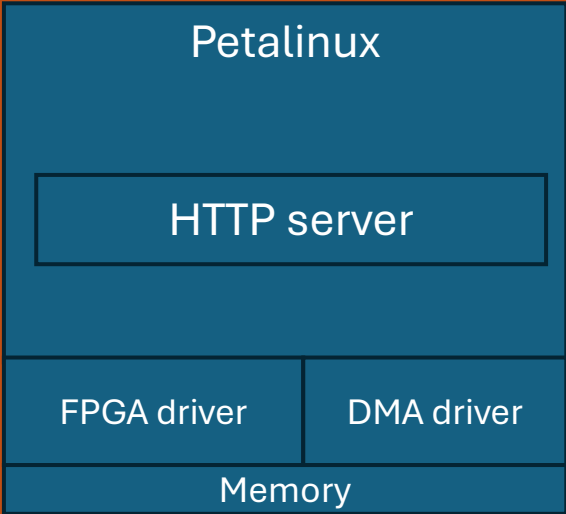 Petalinux
HTTP server
FPGA driver
DMA driver
Memory